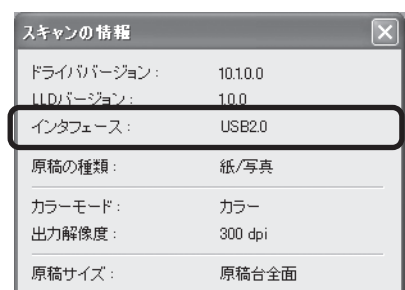 スキャンの情報
ドライババージョン： 10.1.0.0
LLDバージョン： 1.0.0
インタフェース： USB2.0
原稿の種類： 紙/写真
カラーモード： カラー
出力解像度： 300 dpi
原稿サイズ： 原稿台全面